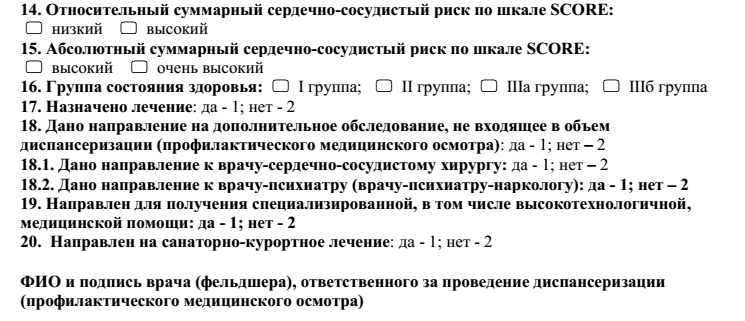 14. Относительный суммарный сердечно-сосудистый риск по шкале SCORE:
низкий высокий
15. Абсолютный суммарный сердечно-сосудистый риск по шкале SCORE:
высокий очень высокий
16. Группа состояния здоровья: I группа; II группа; IIIа группа; IIIб группа
17. Назначено лечение: да - 1; нет - 2
18. Дано направление на дополнительное обследование, не входящее в объем
диспансеризации (профилактического медицинского осмотра): да - 1; нет – 2
18.1. Дано направление к врачу-сердечно-сосудистому хирургу: да - 1; нет – 2
18.2. Дано направление к врачу-психиатру (врачу-психиатру-наркологу): да - 1; нет – 2
19. Направлен для получения специализированной, в том числе высокотехнологичной,
медицинской помощи: да - 1; нет - 2
20. Направлен на санаторно-курортное лечение: да - 1; нет - 2
ФИО и подпись врача (фельдшера), ответственного за проведение диспансеризации
(профилактического медицинского осмотра)